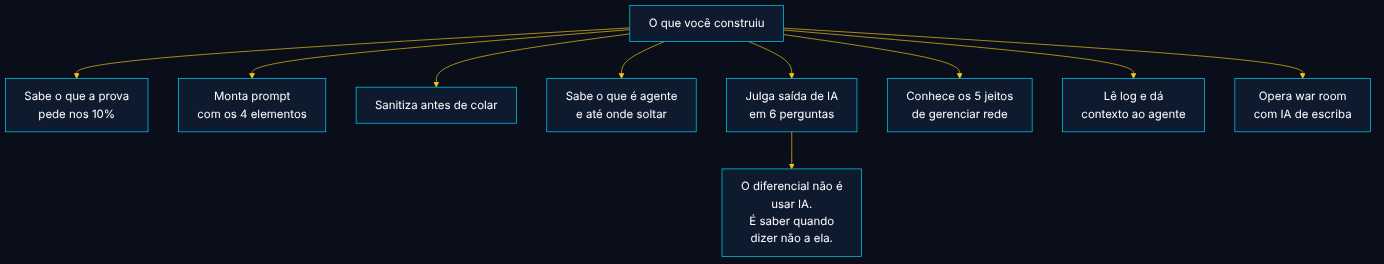 O que você construiu
Sabe o que a prova
pede nos 10%
Monta prompt
com os 4 elementos
Sanitiza antes de colar
Sabe o que é agente
e até onde soltar
Julga saída de IA
em 6 perguntas
Conhece os 5 jeitos
de gerenciar rede
Lê log e dá
contexto ao agente
Opera war room
com IA de escriba
O diferencial não é
usar IA.
É saber quando
dizer não a ela.